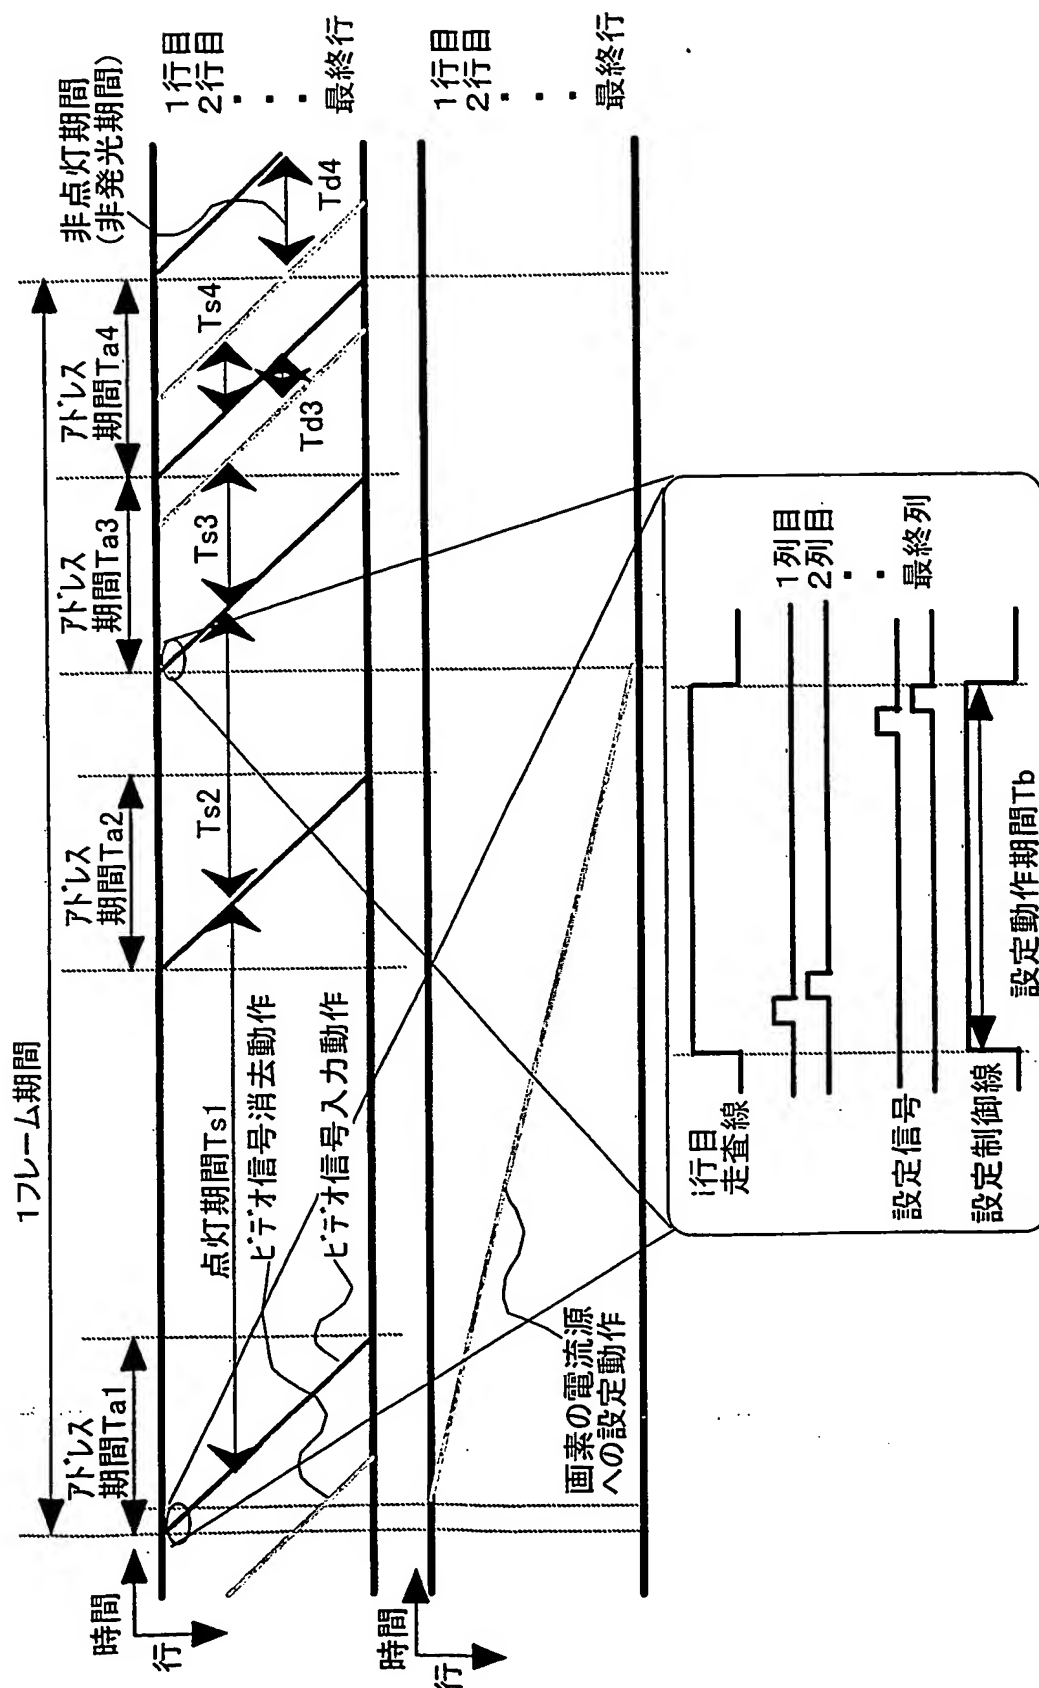 1フレーム期間
アドレス
期間Ta1
アドレス
期間Ta2
アドレス
期間Ta3
アドレス
期間Ta4
非点灯期間
(非発光期間)
時間
行
点灯期間Ts1
Ts2
Ts3
Ts4
Td3
Td4
ビデオ信号消去動作
ビデオ信号入力動作
1行目
2行目
・
・
・
最終行
時間
行
画素の電流源
への設定動作
1行目
2行目
・
・
・
最終行
i行目
走査線
1列目
2列目
・
・
最終列
設定信号
設定制御線
設定動作期間Tb